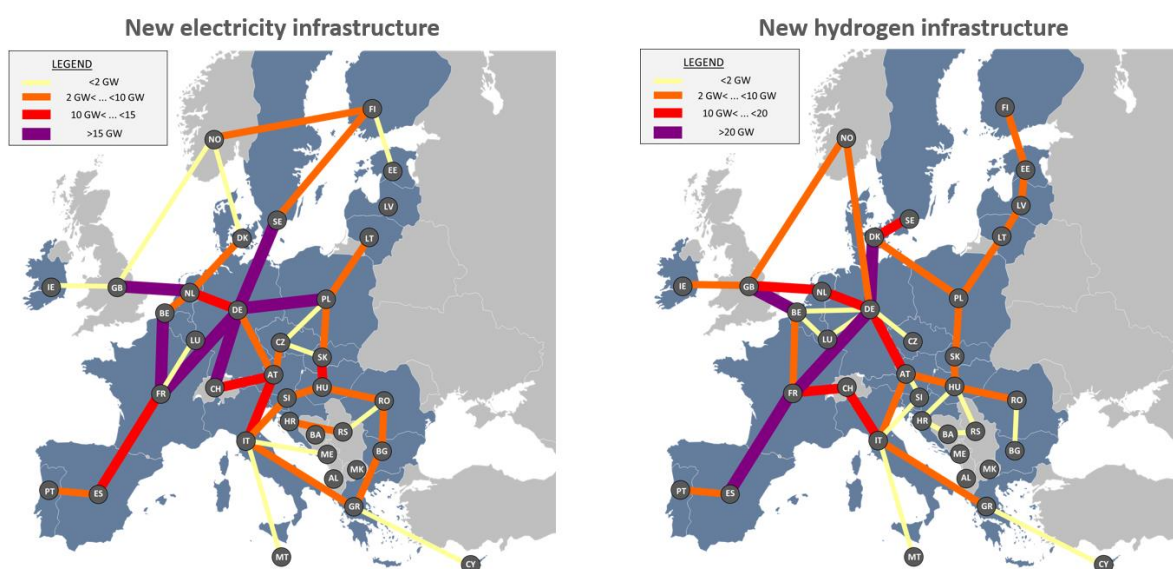 New electricity infrastructure
LEGEND
<2 GW
2 GW< ... <10 GW
10 GW< ... <15
>15 GW
FI
NO
EE
SE
LV
DK
LT
IE
GB
NL
PL
BE
DE
LU
CZ
SK
AT
CH
HU
FR
SI
RO
HR
RS
BA
IT
ME
BG
MK
AL
PT
ES
GR
MT
CY
New hydrogen infrastructure
LEGEND
<2 GW
2 GW< ... <10 GW
10 GW< ... <20
>20 GW
FI
NO
EE
LV
SE
DK
LT
IE
GB
NL
PL
BE
DE
LU
CZ
SK
AT
CH
HU
FR
SI
RO
HR
BA
RS
IT
ME
BG
MK
AL
PT
ES
GR
MT
CY